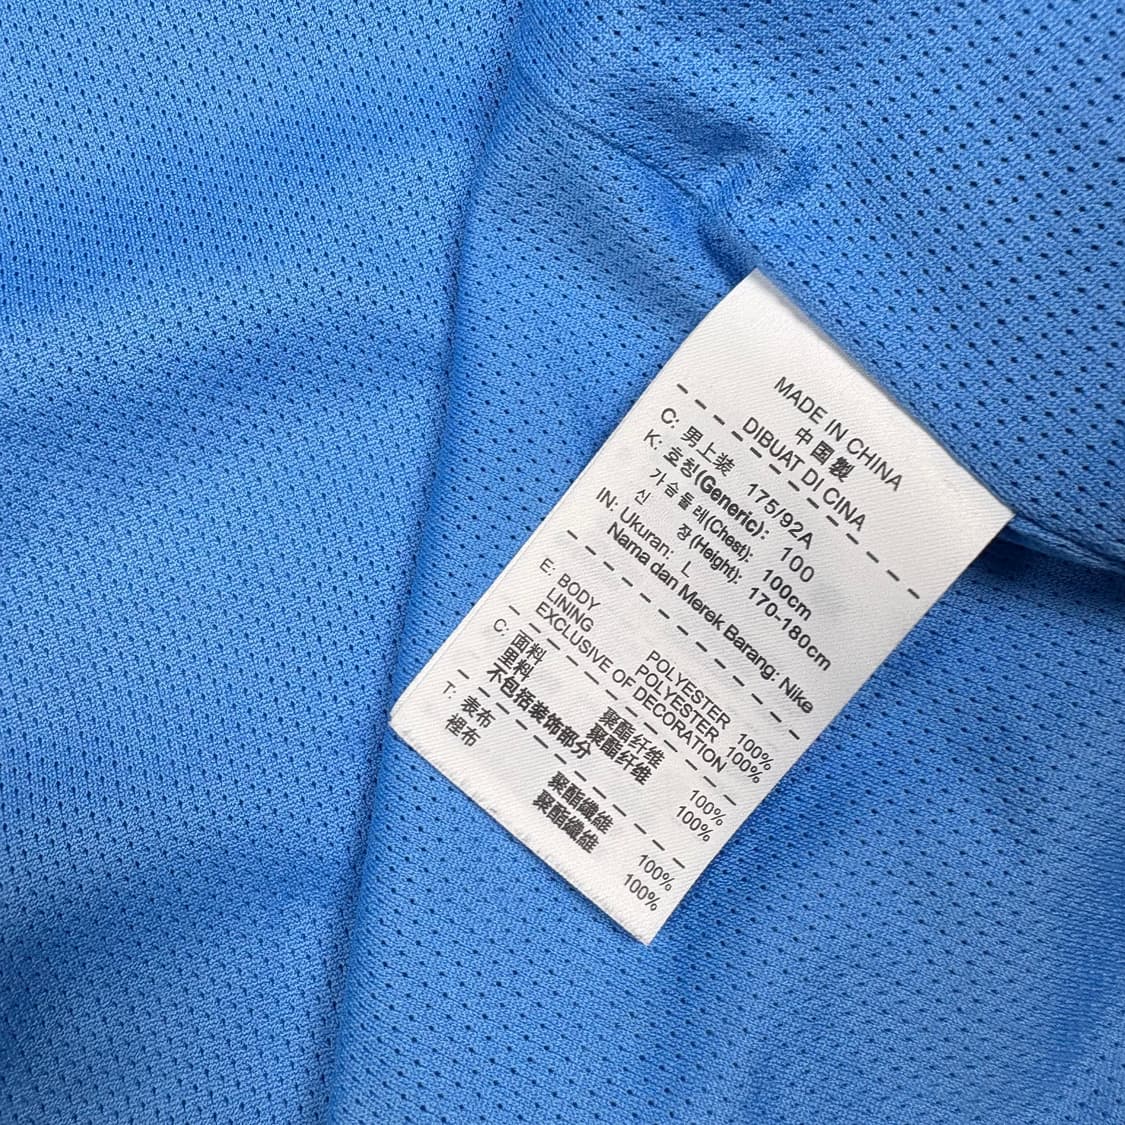 MADE IN CHINA
中国製
DIBUAT DI CINA
C: 男上装 175/92A
K: 호칭(Generic): 100
가슴둘레(Chest): 100cm
신 장(Height): 170-180cm
IN: Ukuran: L
Nama dan Merek Barang: Nike
E: BODY POLYESTER 100%
LINING POLYESTER 100%
EXCLUSIVE OF DECORATION
C: 面料 聚酯纤维 100%
里料 聚酯纤维 100%
不包括装饰部分
T: 表布 聚酯纖維 100%
裡布 聚酯纖維 100%